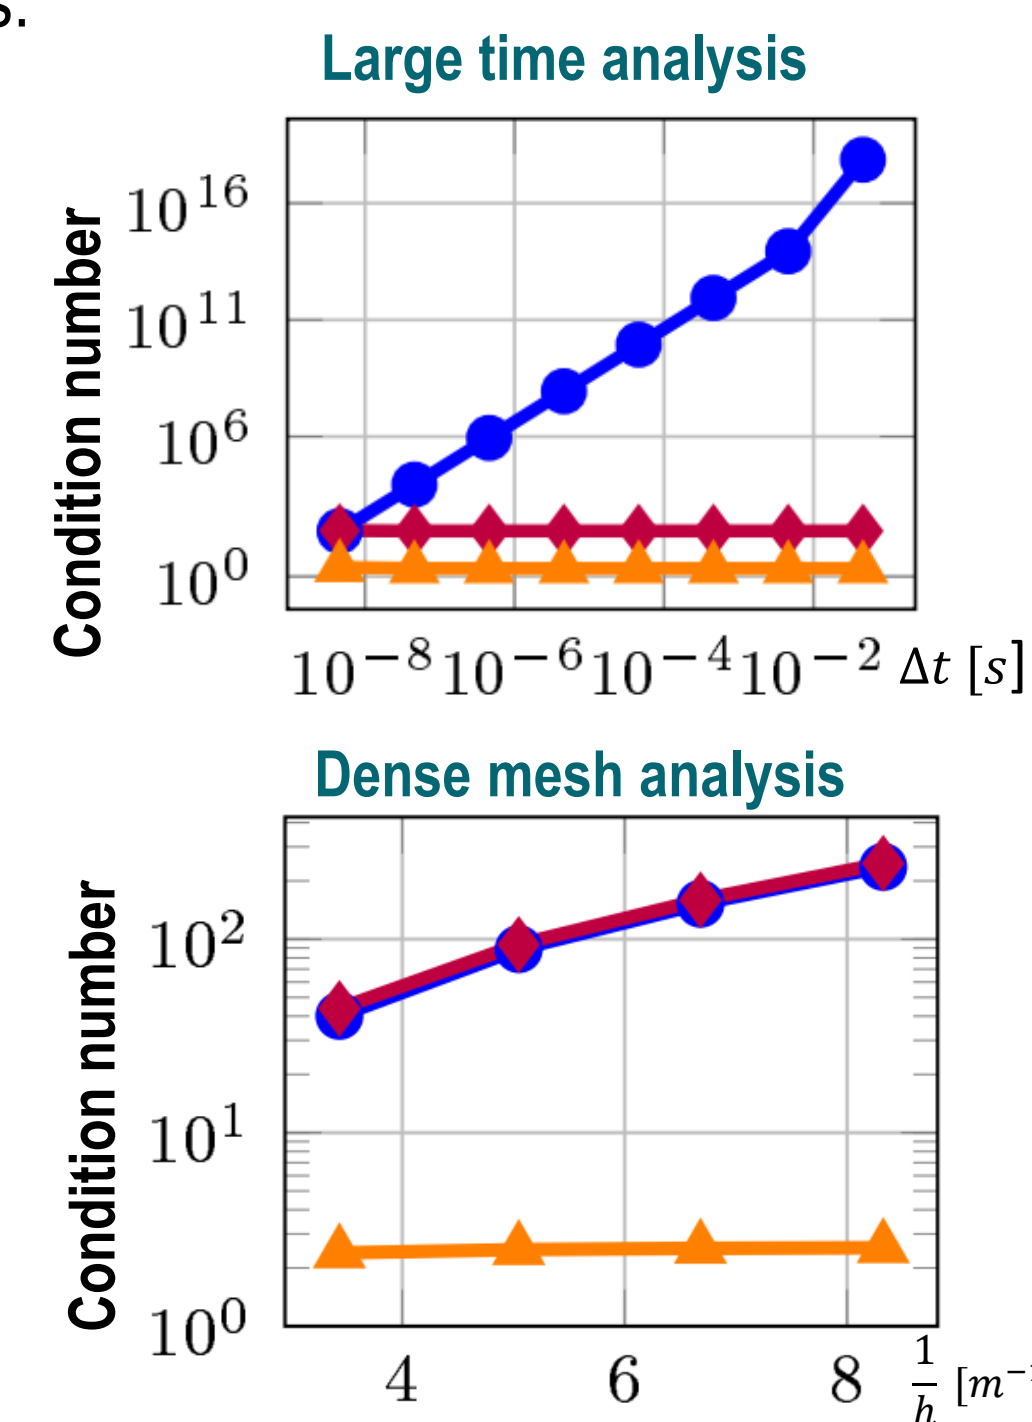 s.
Large time analysis
Condition number
10^16
10^11
10^6
10^0
10^−8 10^−6 10^−4 10^−2 Δt [s]
Dense mesh analysis
Condition number
10^2
10^1
10^0
4 6 8 1/h [m^−